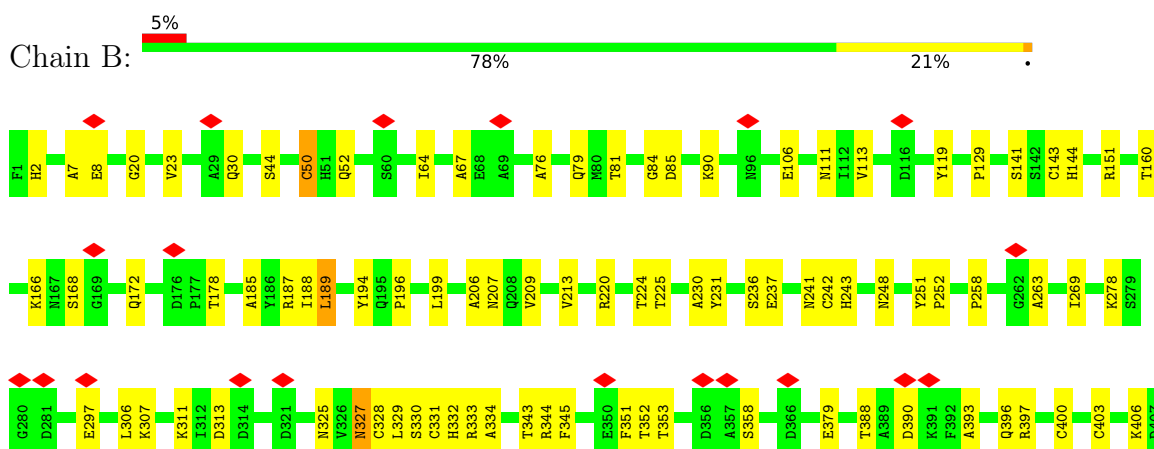 5%
Chain B:
78% 21% •
F1 H2 A7 E8 G20 V23 A29 Q30 S44 C50 H51 Q52 S60 I64 A67 E68 A69 A76 Q79 M80 T81 G84 D85 K90 N96 E106 N111 I112 V113 D116 Y119 P129 S141 S142 C143 H144 R151 T160
K166 N167 S168 G169 Q172 D176 P177 T178 A185 Y186 R187 I188 I189 Y194 Q195 P196 L199 A206 N207 Q208 V209 V213 R220 T224 T225 A230 Y231 S236 E237 N241 C242 H243 N248 Y251 P252 P258 G262 A263 I269 K278 S279
G280 D281 E297 L306 K307 K311 I312 D313 D314 D321 N325 V326 N327 C328 L329 S330 C331 H332 R333 A334 T343 R344 F345 E350 F351 T352 T353 D356 A357 S358 D366 E379 T388 A389 D390 K391 F392 A393 Q396 R397 C400 C403 K406